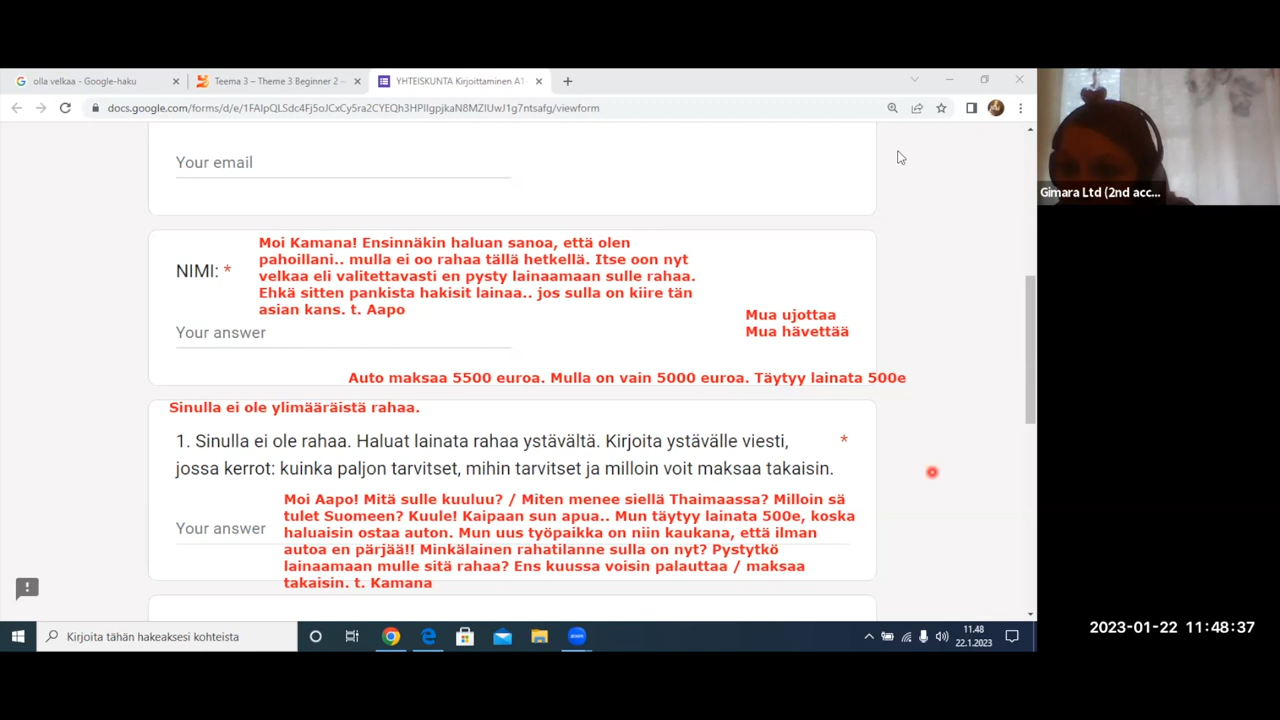 olla velkaa - Google-haku
Teema 3 – Theme 3 Beginner 2 –
YHTEISKUNTA Kirjoittaminen A1-
docs.google.com/forms/d/e/1FAIpQLSdc4Fj5oJCxCy5ra2CYEQh3HPIIgpjkaN8MZIUwJ1g7ntsafg/viewform
Your email
Gimara Ltd (2nd acc...
Moi Kamana! Ensinnäkin haluan sanoa, että olen
pahoillani.. mulla ei oo rahaa tällä hetkellä. Itse oon nyt
NIMI: *
velkaa eli valitettavasti en pysty lainaamaan sulle rahaa.
Ehkä sitten pankista hakisit lainaa.. jos sulla on kiire tän
asian kans. t. Aapo
Mua ujottaa
Your answer
Mua hävettää
Auto maksaa 5500 euroa. Mulla on vain 5000 euroa. Täytyy lainata 500e
Sinulla ei ole ylimääräistä rahaa.
1. Sinulla ei ole rahaa. Haluat lainata rahaa ystävältä. Kirjoita ystävälle viesti, *
jossa kerrot: kuinka paljon tarvitset, mihin tarvitset ja milloin voit maksaa takaisin.
Moi Aapo! Mitä sulle kuuluu? / Miten menee siellä Thaimaassa? Milloin sä
tulet Suomeen? Kuule! Kaipaan sun apua.. Mun täytyy lainata 500e, koska
Your answer
haluaisin ostaa auton. Mun uus työpaikka on niin kaukana, että ilman
autoa en pärjää!! Minkälainen rahatilanne sulla on nyt? Pystytkö
lainaamaan mulle sitä rahaa? Ens kuussa voisin palauttaa / maksaa
takaisin. t. Kamana
Kirjoita tähän hakeaksesi kohteista
zoom
11.48
22.1.2023
2023-01-22 11:48:37